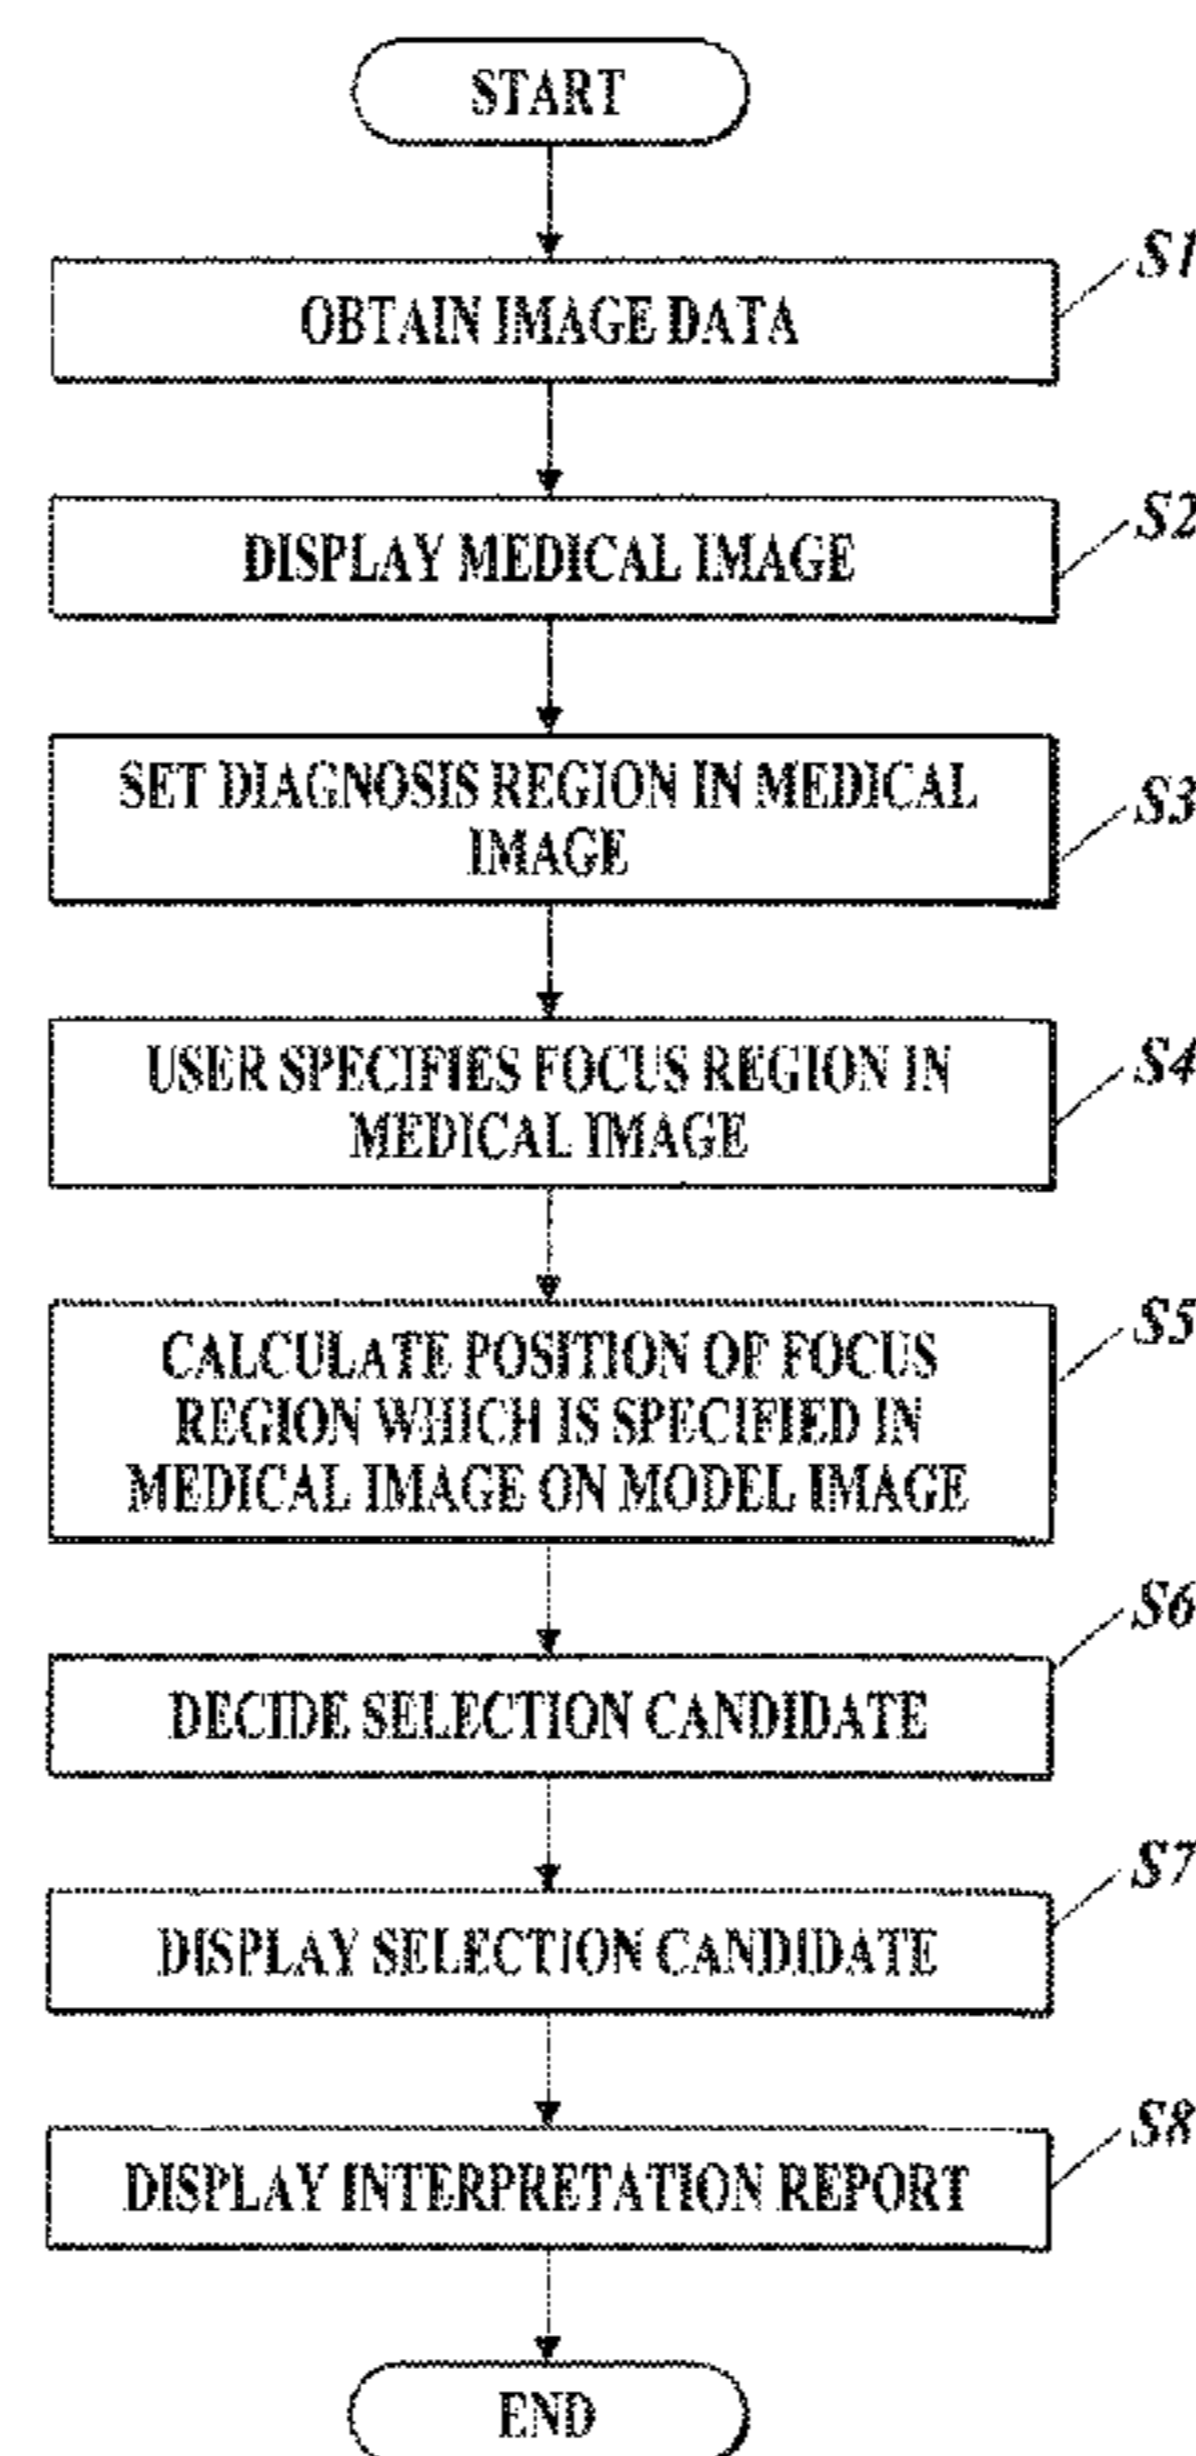 START
S1
OBTAIN IMAGE DATA
S2
DISPLAY MEDICAL IMAGE
S3
SET DIAGNOSIS REGION IN MEDICAL
IMAGE
S4
USER SPECIFIES FOCUS REGION IN
MEDICAL IMAGE
S5
CALCULATE POSITION OF FOCUS
REGION WHICH IS SPECIFIED IN
MEDICAL IMAGE ON MODEL IMAGE
S6
DECIDE SELECTION CANDIDATE
S7
DISPLAY SELECTION CANDIDATE
S8
DISPLAY INTERPRETATION REPORT
END